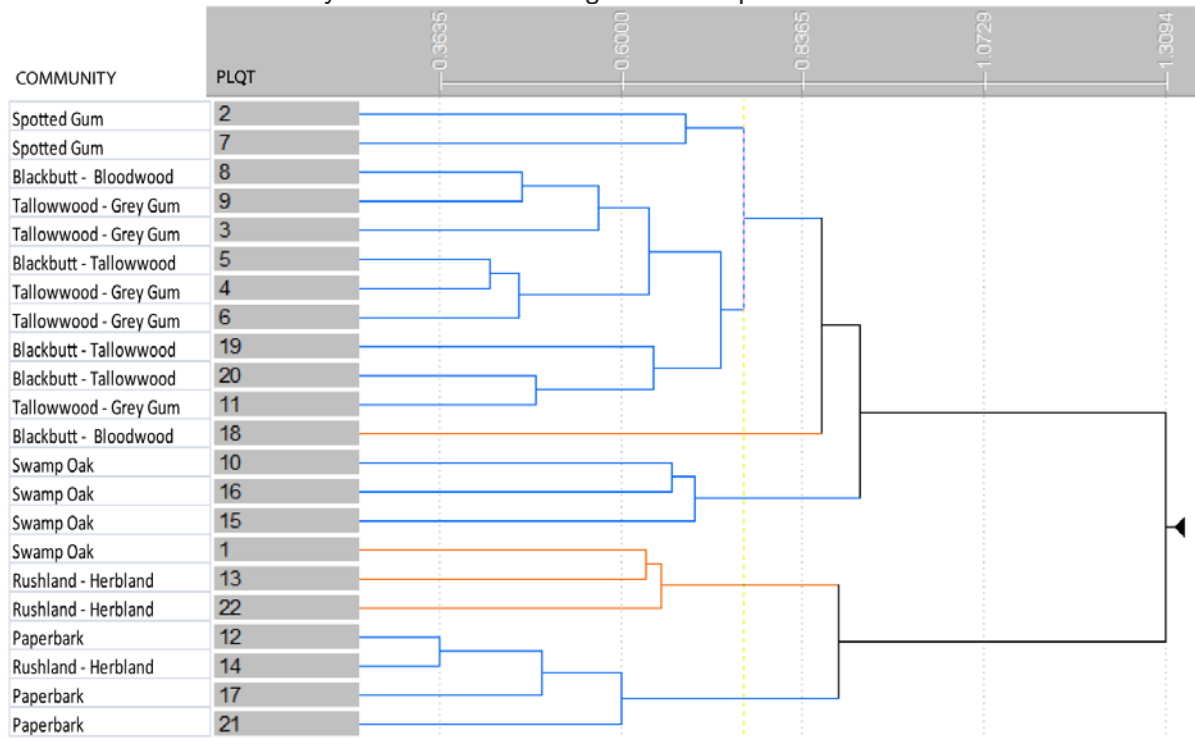 0.3635 0.6000 0.8365 1.0729 1.3094
COMMUNITY PLQT
Spotted Gum 2
Spotted Gum 7
Blackbutt - Bloodwood 8
Tallowwood - Grey Gum 9
Tallowwood - Grey Gum 3
Blackbutt - Tallowwood 5
Tallowwood - Grey Gum 4
Tallowwood - Grey Gum 6
Blackbutt - Tallowwood 19
Blackbutt - Tallowwood 20
Tallowwood - Grey Gum 11
Blackbutt - Bloodwood 18
Swamp Oak 10
Swamp Oak 16
Swamp Oak 15
Swamp Oak 1
Rushland - Herbland 13
Rushland - Herbland 22
Paperbark 12
Rushland - Herbland 14
Paperbark 17
Paperbark 21